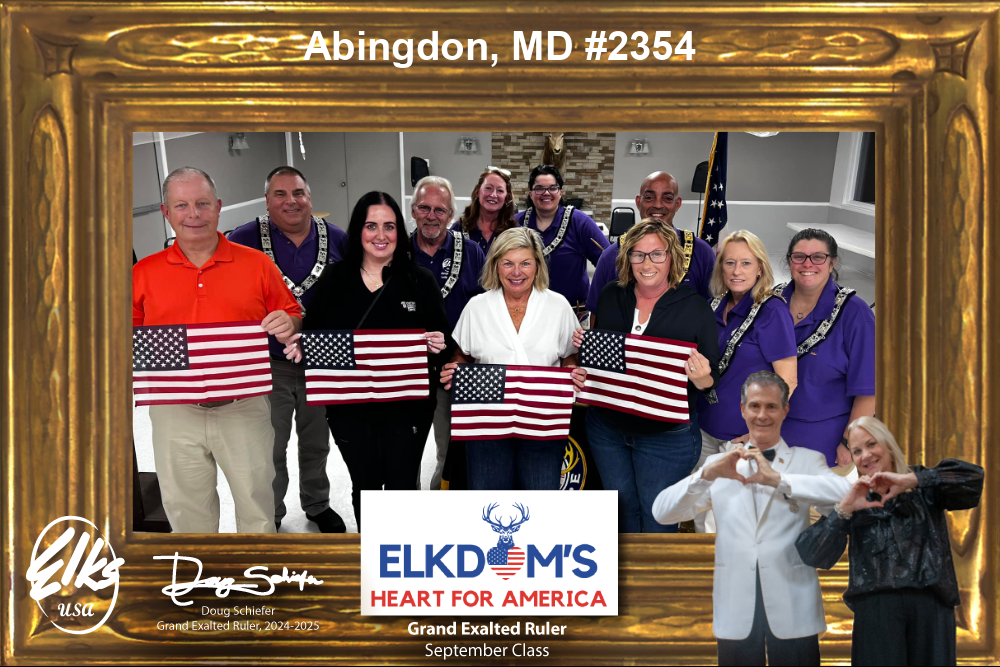 Abingdon, MD #2354
Elks
usa
Doug Schiefer
Doug Schiefer
Grand Exalted Ruler, 2024-2025
ELKDOM'S
HEART FOR AMERICA
Grand Exalted Ruler
September Class